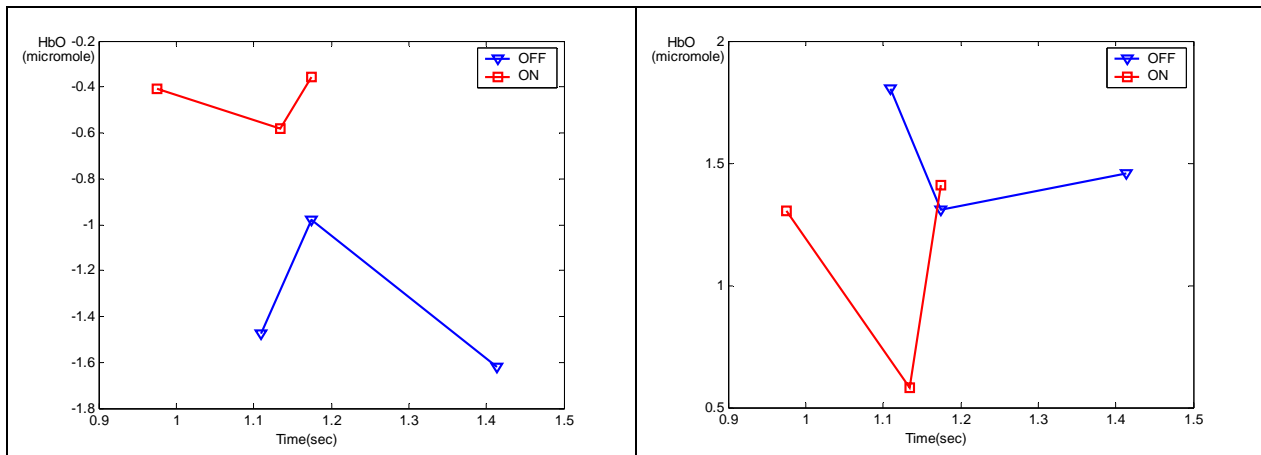 HbO
(micromole)
-0.2
-0.4
-0.6
-0.8
-1
-1.2
-1.4
-1.6
-1.8
0.9 1 1.1 1.2 1.3 1.4 1.5
Time(sec)
OFF
ON
HbO
(micromole)
2
1.5
1
0.5
0.9 1 1.1 1.2 1.3 1.4 1.5
Time(sec)
OFF
ON